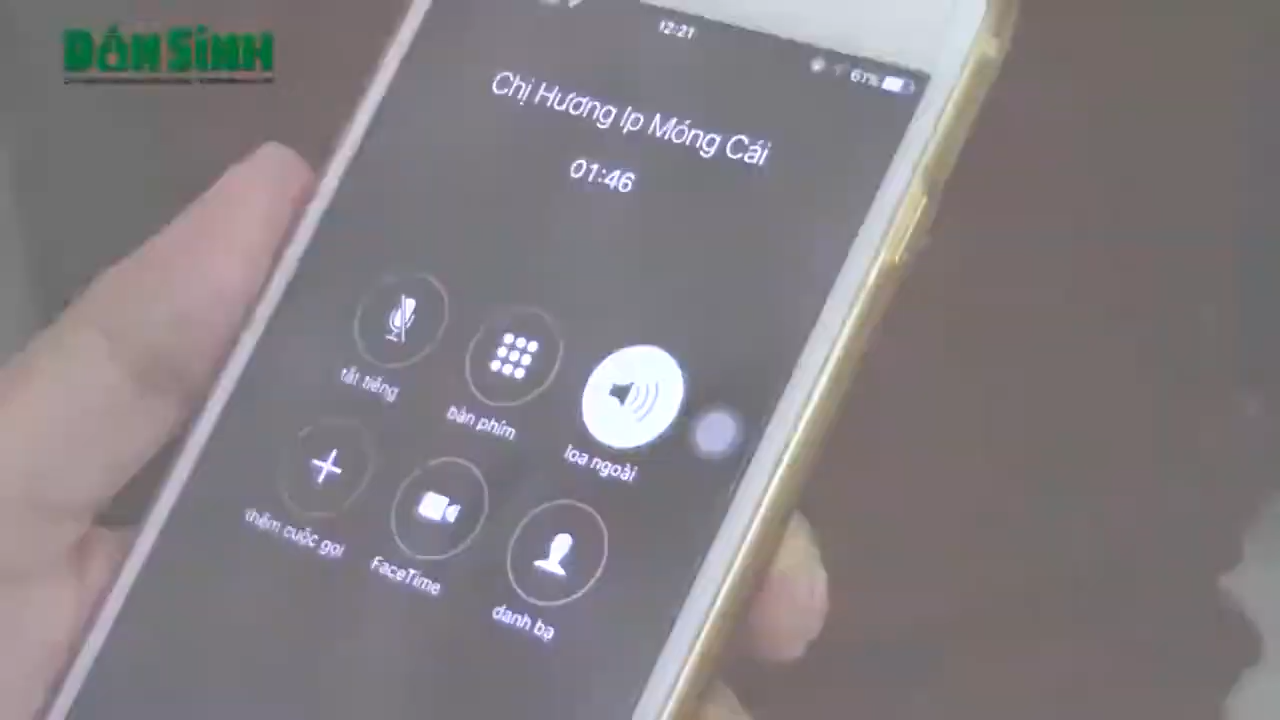 DÂN SINH
12:21
61%
Chị Hương Ip Móng Cái
01:46
tắt tiếng
bàn phím
loa ngoài
thêm cuộc gọi
FaceTime
danh bạ